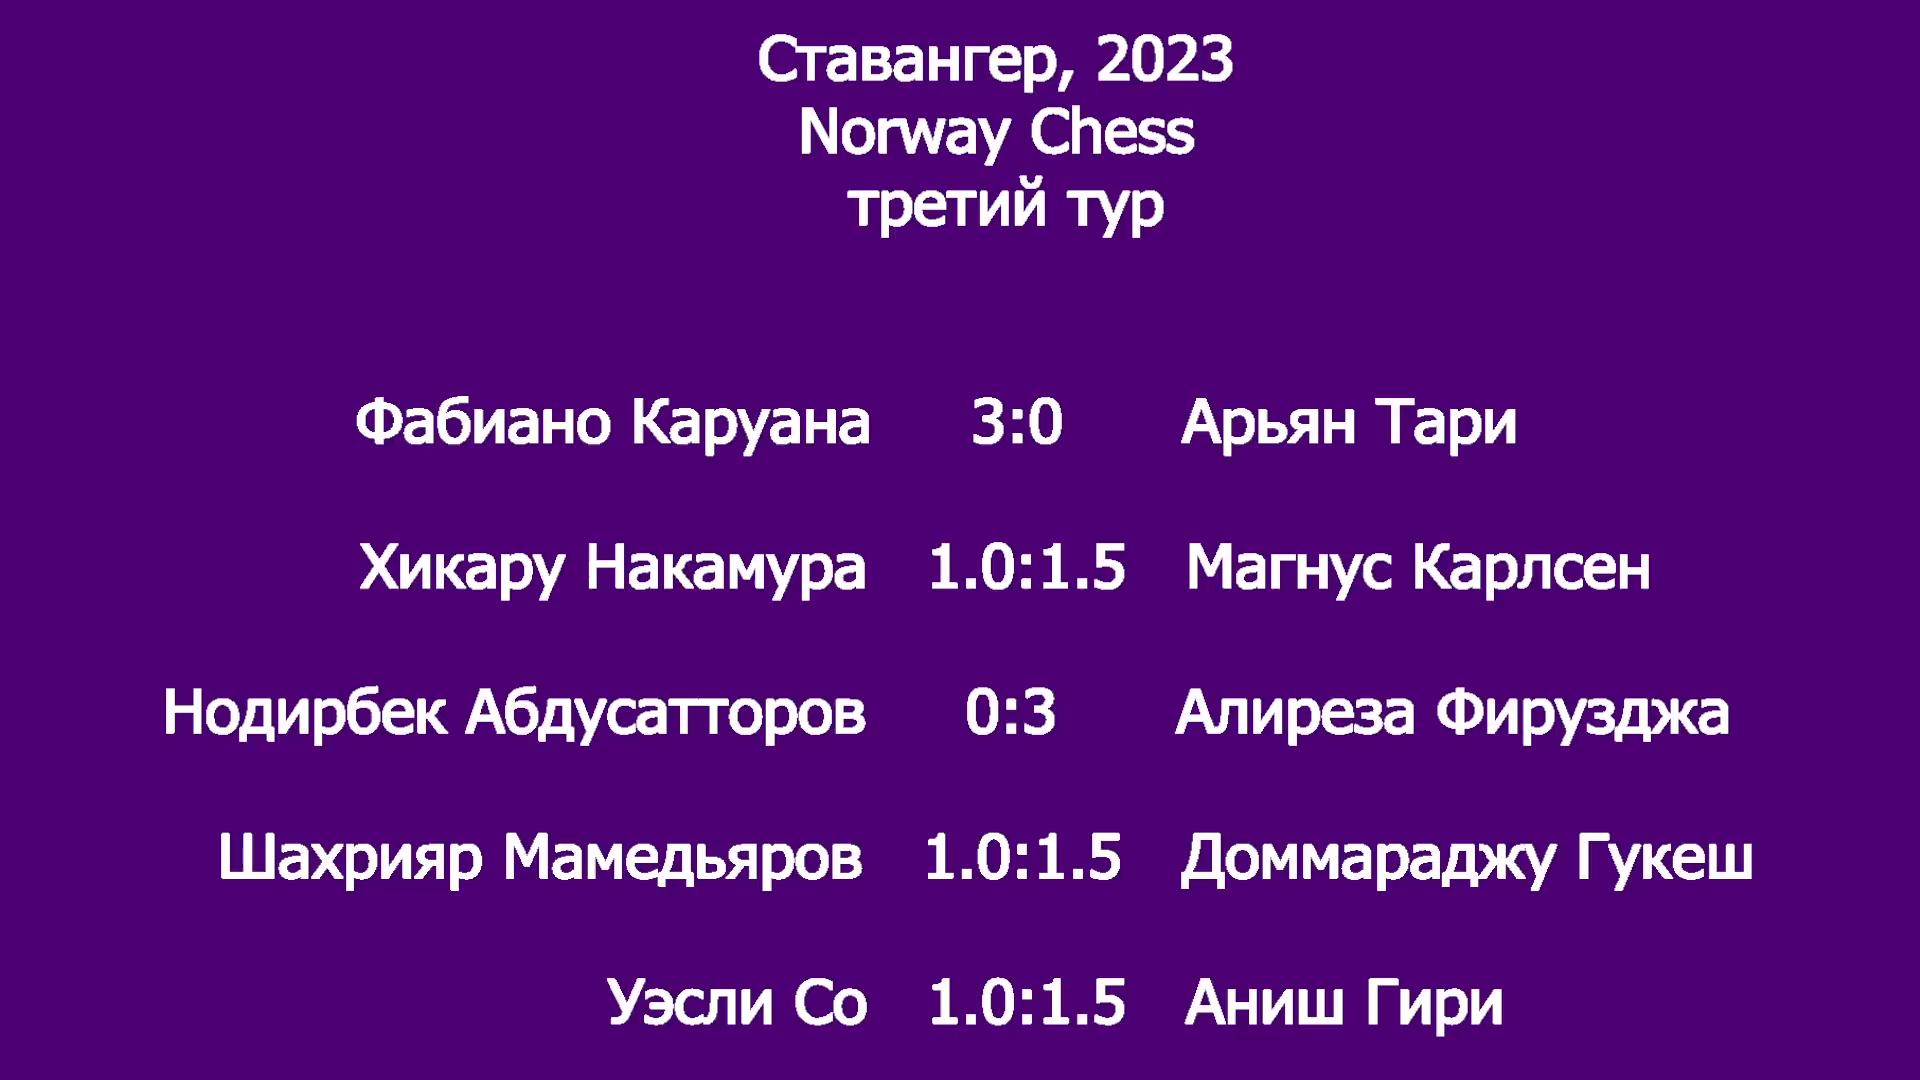 Ставангер, 2023
Norway Chess
третий тур
Фабиано Каруана 3:0 Арьян Тари
Хикару Накамура 1.0:1.5 Магнус Карлсен
Нодирбек Абдусатторов 0:3 Алиреза Фирузджа
Шахрияр Мамедьяров 1.0:1.5 Доммараджу Гукеш
Уэсли Со 1.0:1.5 Аниш Гири